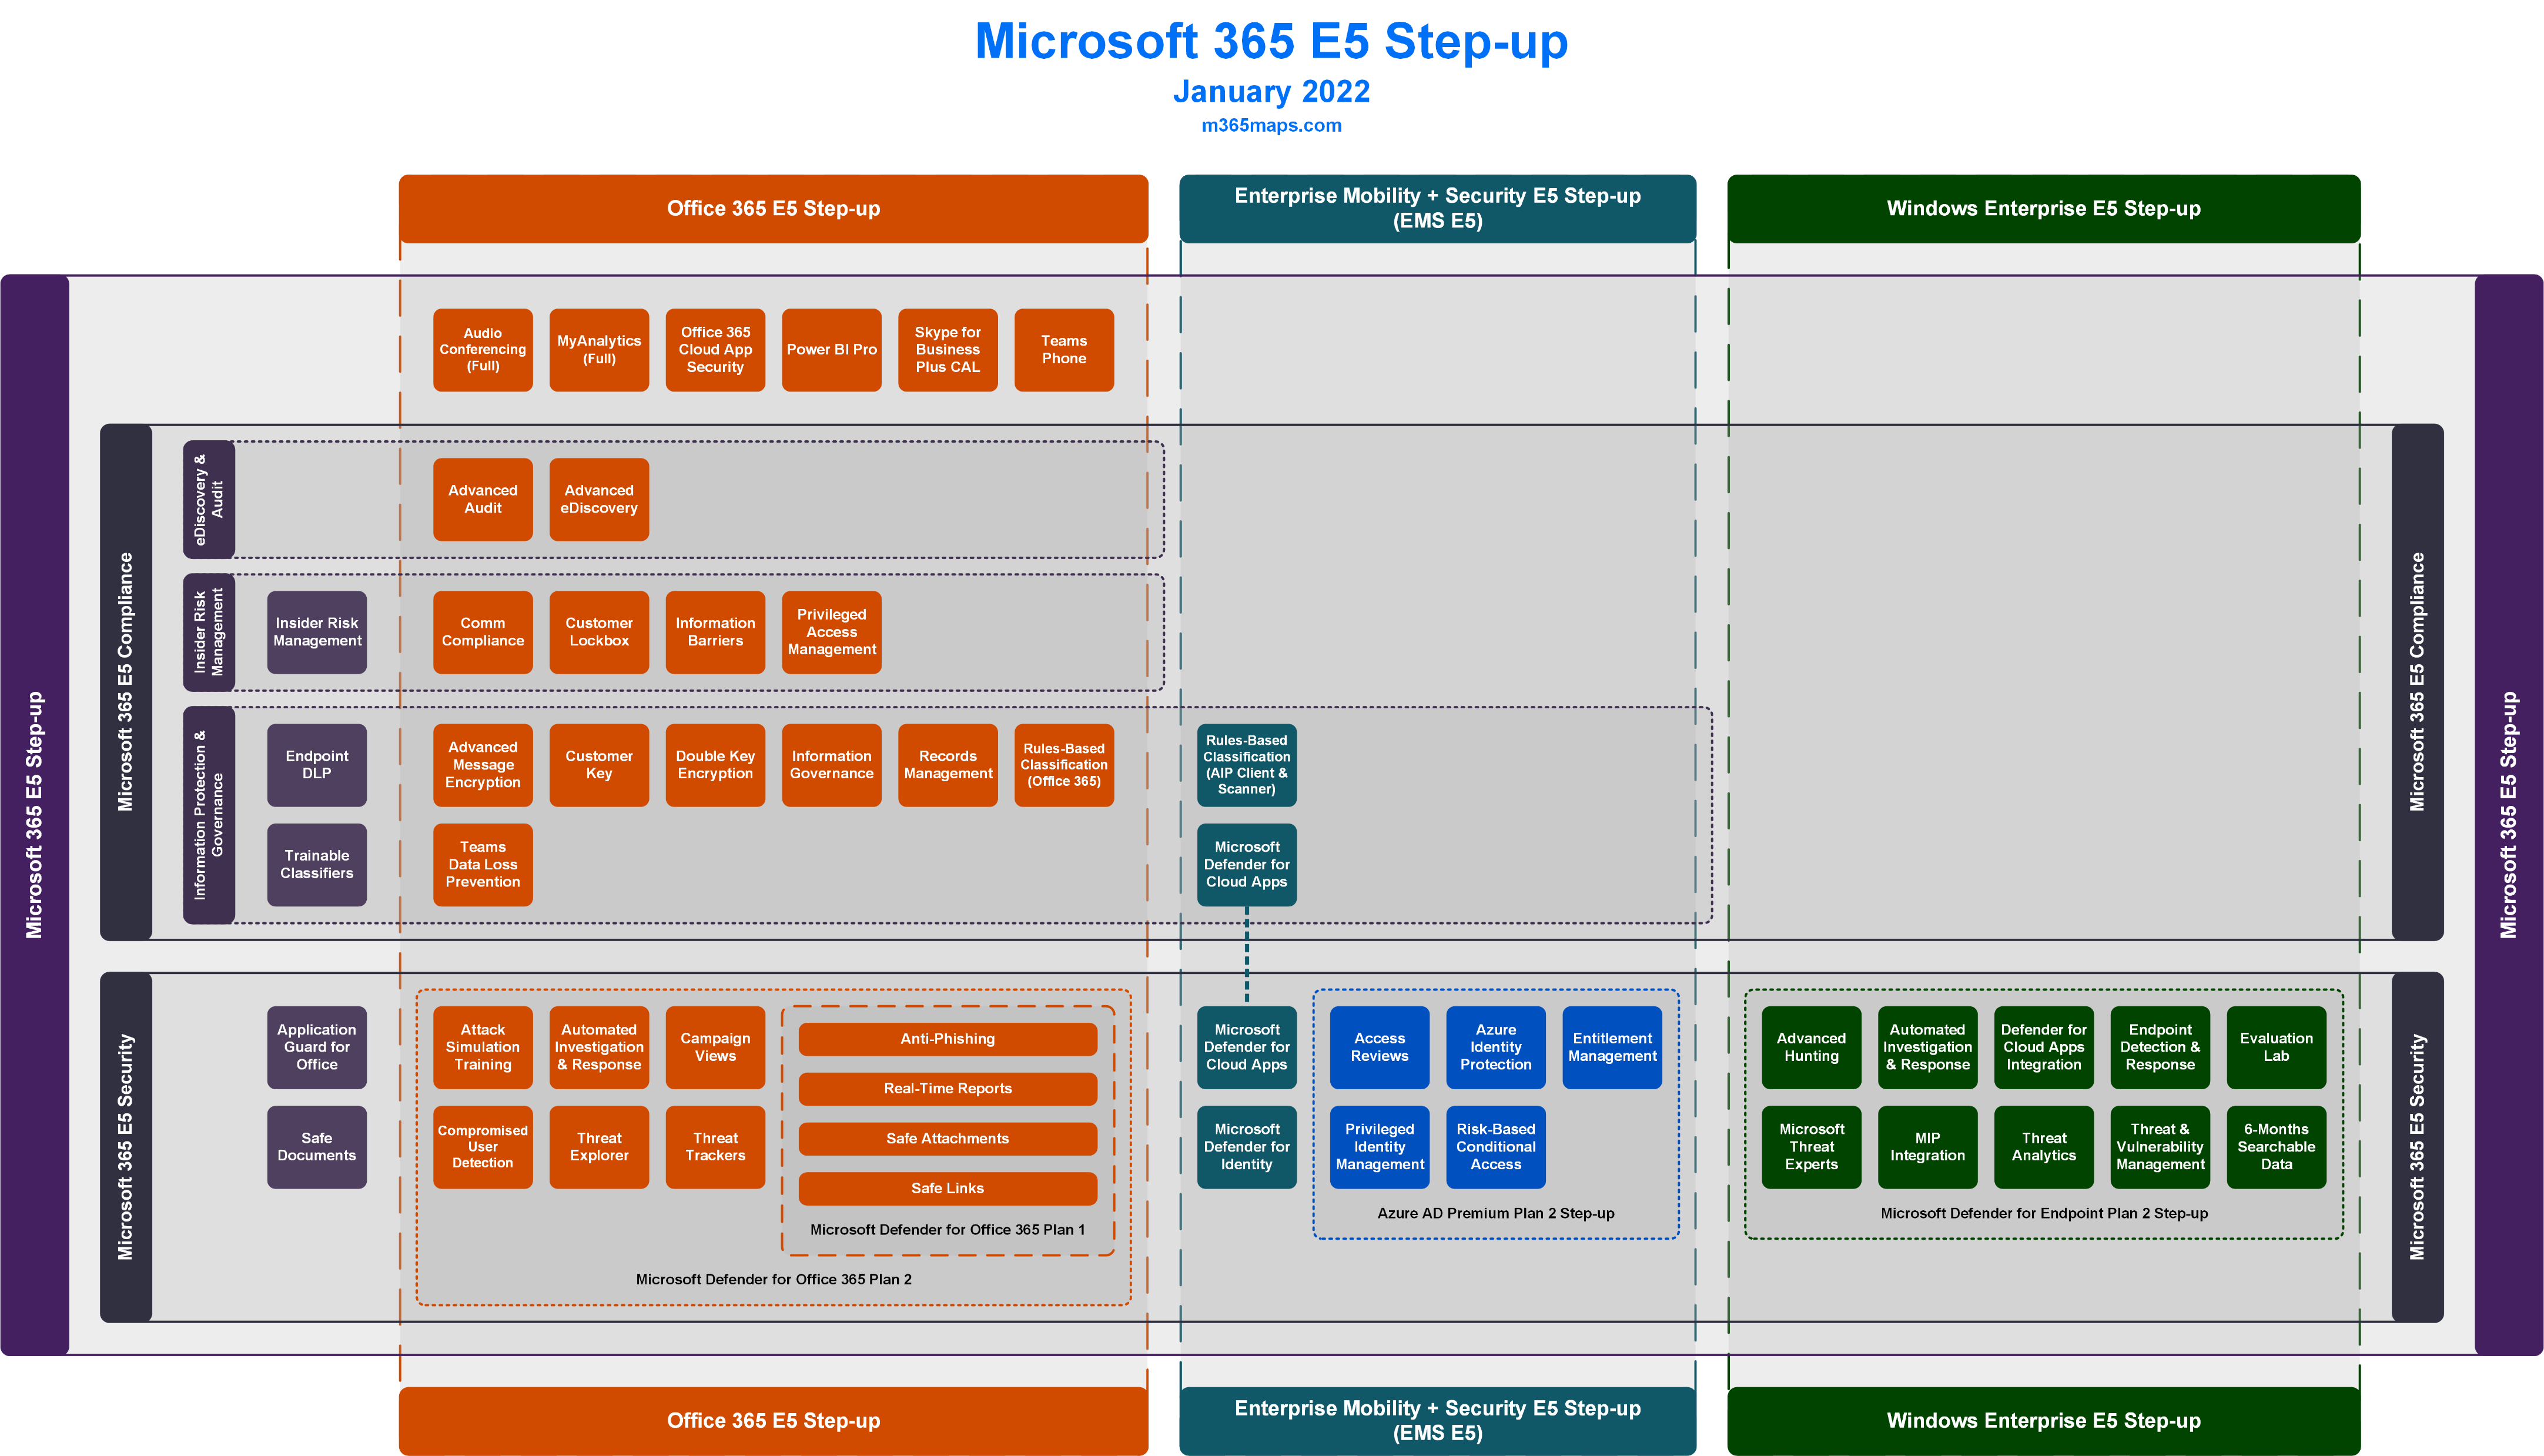 Microsoft 365 E5 Step-up
January 2022
m365maps.com
Office 365 E5 Step-up
Enterprise Mobility + Security E5 Step-up
(EMS E5)
Windows Enterprise E5 Step-up
Microsoft 365 E5 Step-up
Audio
Conferencing
(Full)
MyAnalytics
(Full)
Office 365
Cloud App
Security
Power BI Pro
Skype for
Business
Plus CAL
Teams
Phone
Microsoft 365 E5 Step-up
Microsoft 365 E5 Compliance
eDiscovery &
Audit
Advanced
Audit
Advanced
eDiscovery
Insider Risk
Management
Insider Risk
Management
Comm
Compliance
Customer
Lockbox
Information
Barriers
Privileged
Access
Management
Information Protection &
Governance
Endpoint
DLP
Advanced
Message
Encryption
Customer
Key
Double Key
Encryption
Information
Governance
Records
Management
Rules-Based
Classification
(Office 365)
Rules-Based
Classification
(AIP Client &
Scanner)
Trainable
Classifiers
Teams
Data Loss
Prevention
Microsoft
Defender for
Cloud Apps
Microsoft 365 E5 Compliance
Microsoft 365 E5 Security
Application
Guard for
Office
Attack
Simulation
Training
Automated
Investigation
& Response
Campaign
Views
Anti-Phishing
Real-Time Reports
Safe Attachments
Safe Links
Microsoft Defender for Office 365 Plan 1
Safe
Documents
Compromised
User
Detection
Threat
Explorer
Threat
Trackers
Microsoft Defender for Office 365 Plan 2
Microsoft
Defender for
Cloud Apps
Microsoft
Defender for
Identity
Access
Reviews
Azure
Identity
Protection
Entitlement
Management
Privileged
Identity
Management
Risk-Based
Conditional
Access
Azure AD Premium Plan 2 Step-up
Advanced
Hunting
Automated
Investigation
& Response
Defender for
Cloud Apps
Integration
Endpoint
Detection &
Response
Evaluation
Lab
Microsoft
Threat
Experts
MIP
Integration
Threat
Analytics
Threat &
Vulnerability
Management
6-Months
Searchable
Data
Microsoft Defender for Endpoint Plan 2 Step-up
Microsoft 365 E5 Security
Office 365 E5 Step-up
Enterprise Mobility + Security E5 Step-up
(EMS E5)
Windows Enterprise E5 Step-up